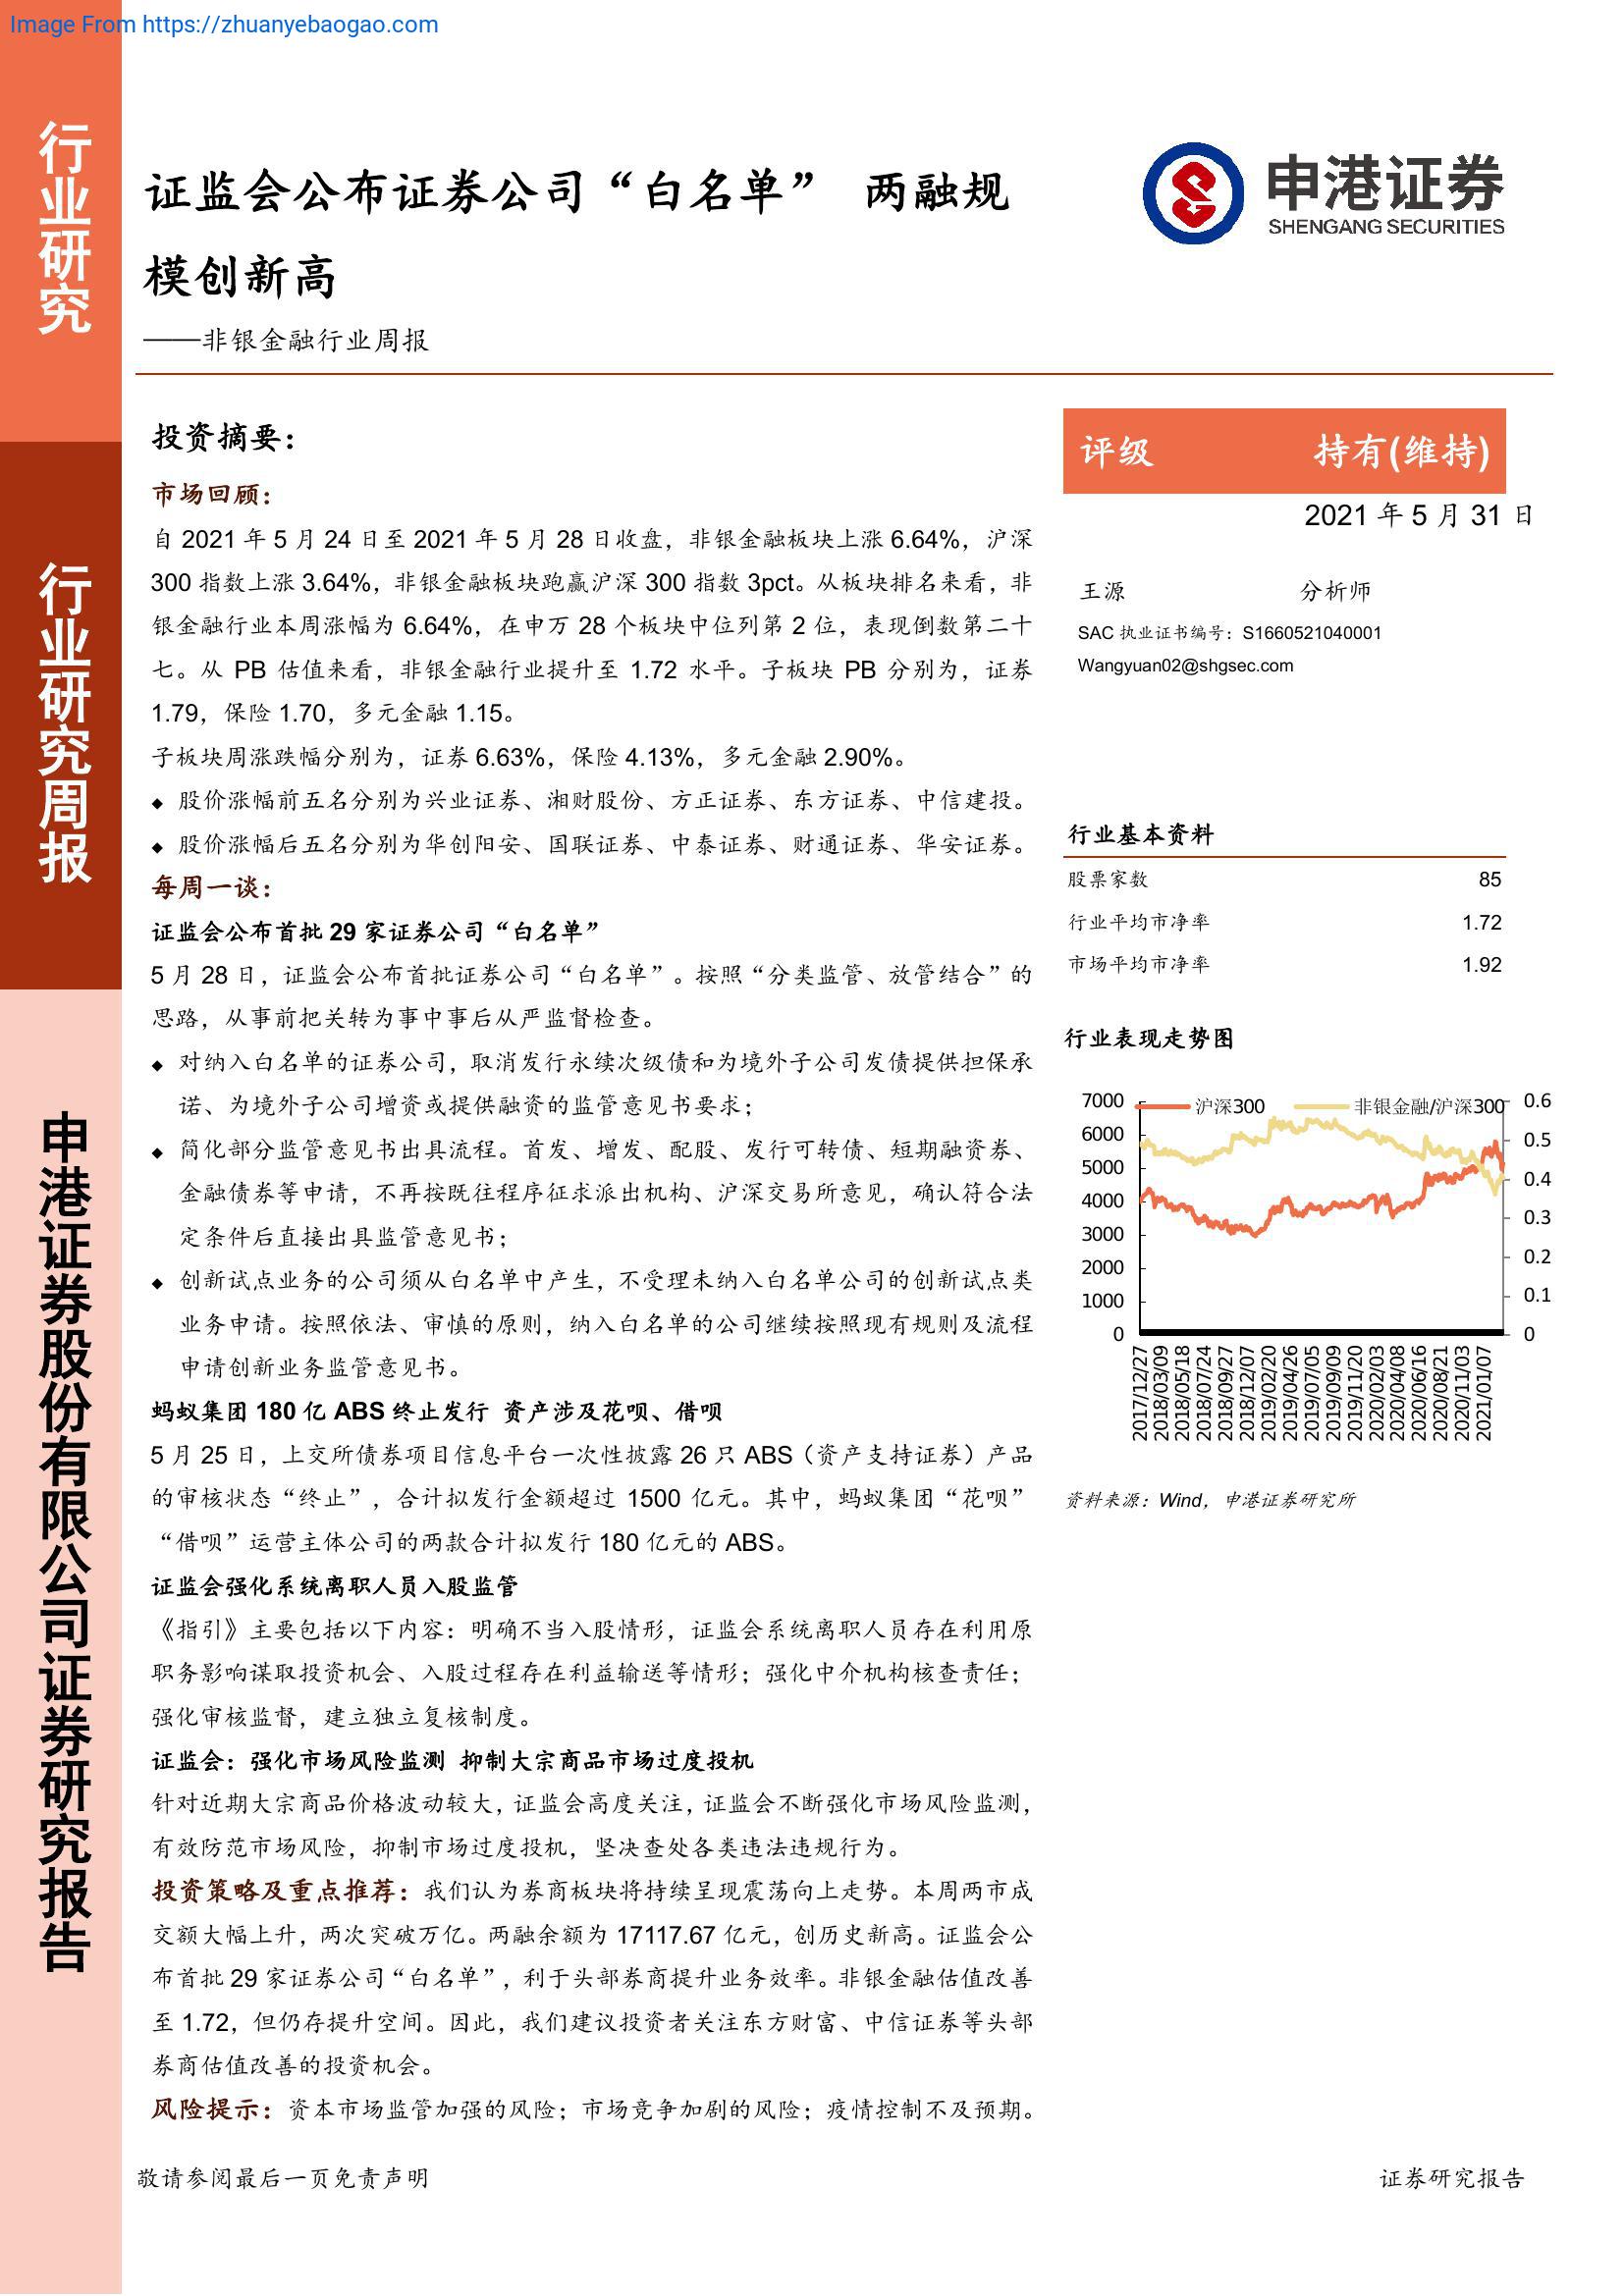 Image From https://zhuanyebaogao.com
行业研究
行业研究周报
申港证券股份有限公司证券研究报告
证监会公布证券公司“白名单” 两融规
模创新高
——非银金融行业周报
申港证券
SHENGANG SECURITIES
投资摘要：
市场回顾：
自 2021 年 5 月 24 日至 2021 年 5 月 28 日收盘，非银金融板块上涨 6.64%，沪深
300 指数上涨 3.64%，非银金融板块跑赢沪深 300 指数 3pct。从板块排名来看，非
银金融行业本周涨幅为 6.64%，在申万 28 个板块中位列第 2 位，表现倒数第二十
七。从 PB 估值来看，非银金融行业提升至 1.72 水平。子板块 PB 分别为，证券
1.79，保险 1.70，多元金融 1.15。
子板块周涨跌幅分别为，证券 6.63%，保险 4.13%，多元金融 2.90%。
◆ 股价涨幅前五名分别为兴业证券、湘财股份、方正证券、东方证券、中信建投。
◆ 股价涨幅后五名分别为华创阳安、国联证券、中泰证券、财通证券、华安证券。
每周一谈：
证监会公布首批 29 家证券公司“白名单”
5 月 28 日，证监会公布首批证券公司“白名单”。按照“分类监管、放管结合”的
思路，从事前把关转为事中事后从严监督检查。
◆ 对纳入白名单的证券公司，取消发行永续次级债和为境外子公司发债提供担保承
诺、为境外子公司增资或提供融资的监管意见书要求；
◆ 简化部分监管意见书出具流程。首发、增发、配股、发行可转债、短期融资券、
金融债券等申请，不再按既往程序征求派出机构、沪深交易所意见，确认符合法
定条件后直接出具监管意见书；
◆ 创新试点业务的公司须从白名单中产生，不受理未纳入白名单公司的创新试点类
业务申请。按照依法、审慎的原则，纳入白名单的公司继续按照现有规则及流程
申请创新业务监管意见书。
蚂蚁集团 180 亿 ABS 终止发行 资产涉及花呗、借呗
5 月 25 日，上交所债券项目信息平台一次性披露 26 只 ABS（资产支持证券）产品
的审核状态“终止”，合计拟发行金额超过 1500 亿元。其中，蚂蚁集团“花呗”
“借呗”运营主体公司的两款合计拟发行 180 亿元的 ABS。
证监会强化系统离职人员入股监管
《指引》主要包括以下内容：明确不当入股情形，证监会系统离职人员存在利用原
职务影响谋取投资机会、入股过程存在利益输送等情形；强化中介机构核查责任；
强化审核监督，建立独立复核制度。
证监会：强化市场风险监测 抑制大宗商品市场过度投机
针对近期大宗商品价格波动较大，证监会高度关注，证监会不断强化市场风险监测，
有效防范市场风险，抑制市场过度投机，坚决查处各类违法违规行为。
投资策略及重点推荐：我们认为券商板块将持续呈现震荡向上走势。本周两市成
交额大幅上升，两次突破万亿。两融余额为 17117.67 亿元，创历史新高。证监会公
布首批 29 家证券公司“白名单”，利于头部券商提升业务效率。非银金融估值改善
至 1.72，但仍存提升空间。因此，我们建议投资者关注东方财富、中信证券等头部
券商估值改善的投资机会。
风险提示：资本市场监管加强的风险；市场竞争加剧的风险；疫情控制不及预期。
评级 持有(维持)
2021 年 5 月 31 日
王源 分析师
SAC 执业证书编号：S1660521040001
Wangyuan02@shgsec.com
行业基本资料
股票家数 85
行业平均市净率 1.72
市场平均市净率 1.92
行业表现走势图
沪深300 非银金融/沪深300
7000
6000
5000
4000
3000
2000
1000
0
0.6
0.5
0.4
0.3
0.2
0.1
0
2017/12/27
2018/03/09
2018/05/18
2018/07/24
2018/09/27
2018/12/07
2019/02/20
2019/04/26
2019/07/05
2019/09/09
2019/11/20
2020/02/03
2020/04/08
2020/06/16
2020/08/21
2020/11/03
2021/01/07
资料来源：Wind，申港证券研究所
敬请参阅最后一页免责声明
证券研究报告